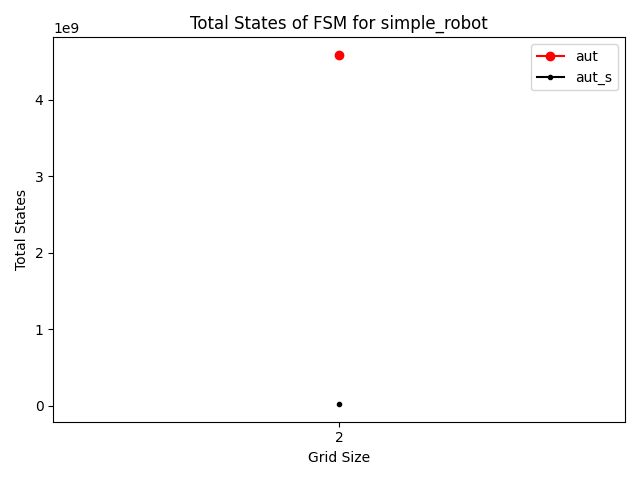 Total States of FSM for simple_robot
1e9
aut
aut_s
4
3
2
1
0
Total States
2
Grid Size